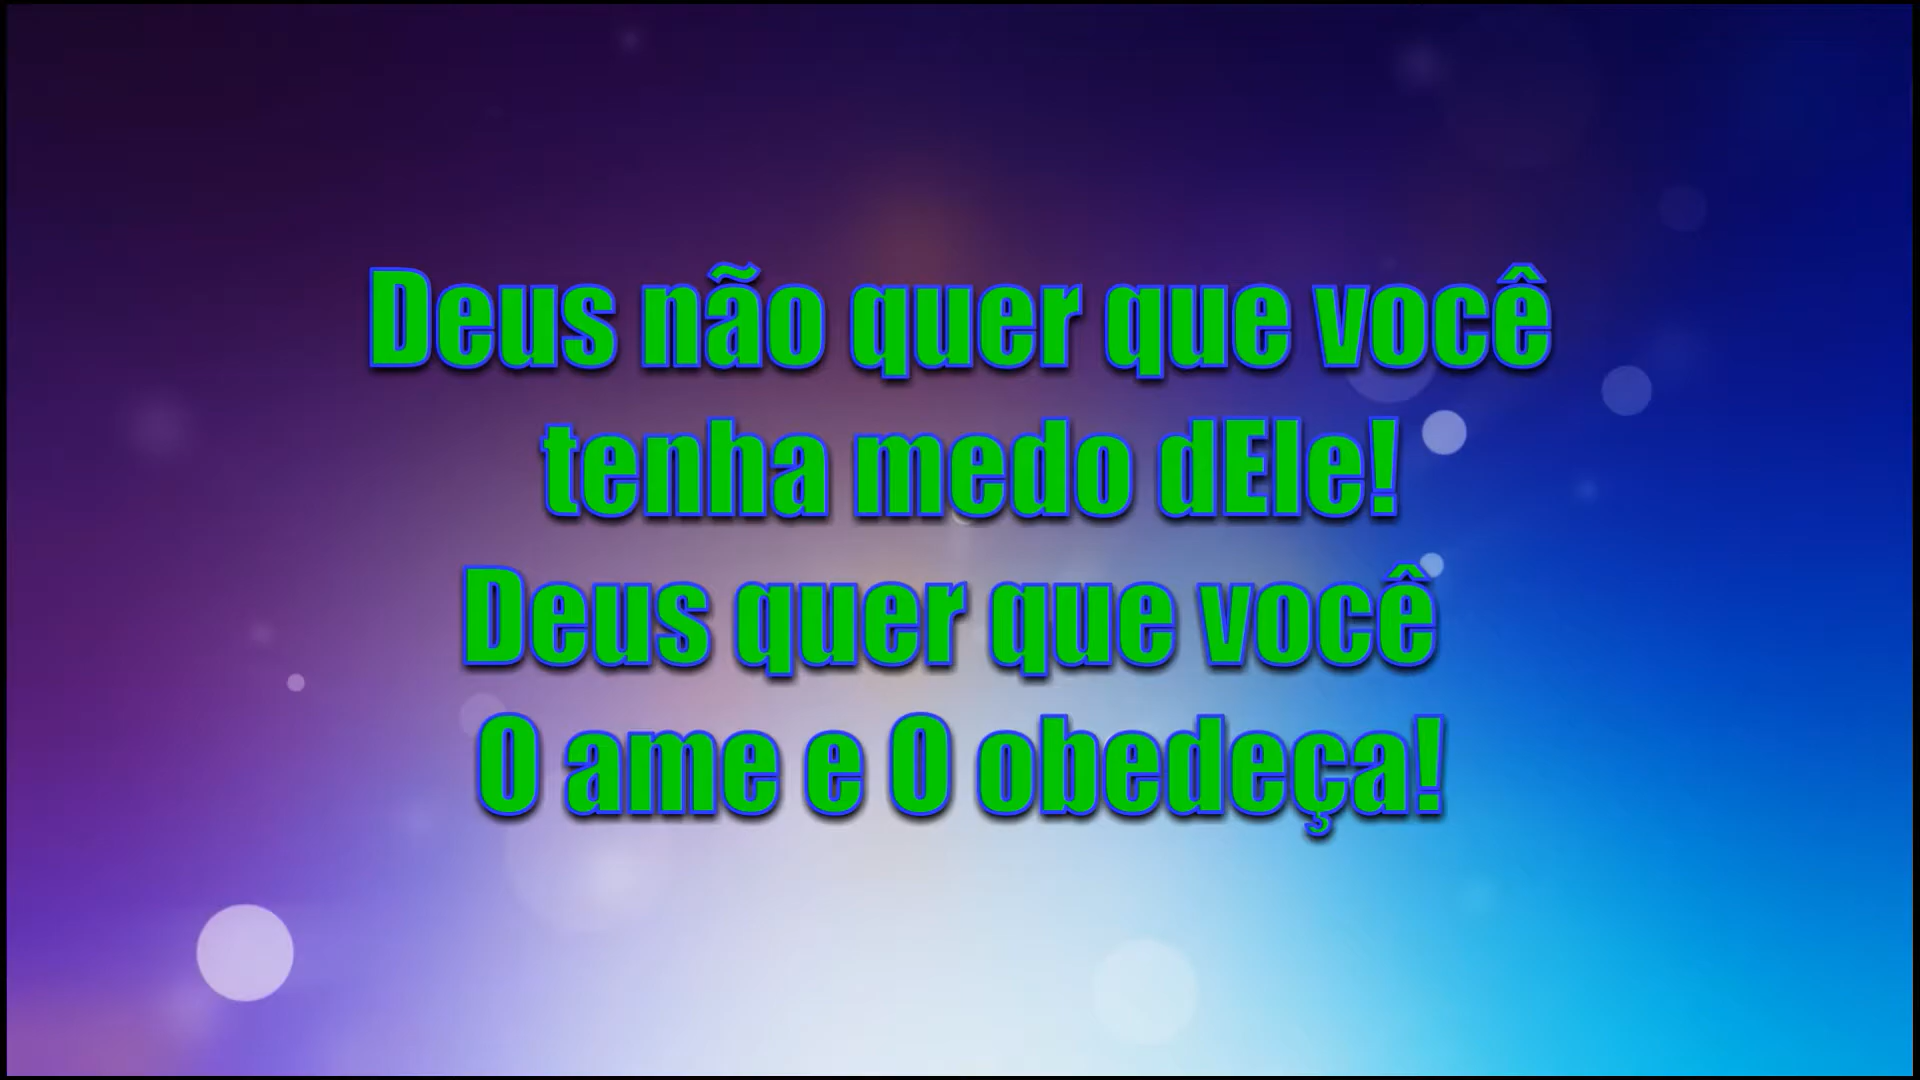 Deus não quer que você
tenha medo dEle!
Deus quer que você
O ame e O obedeça!